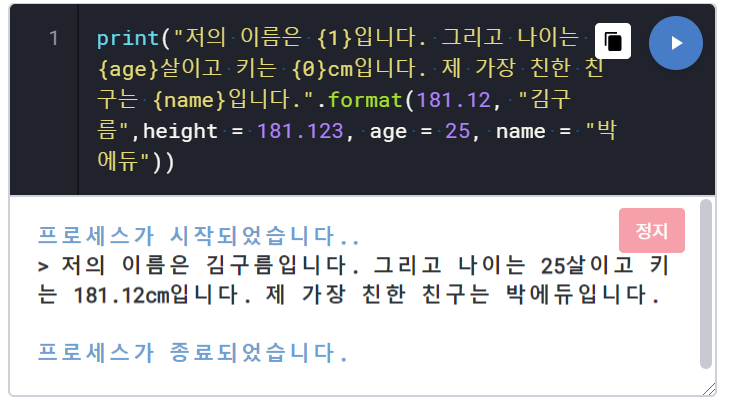 1
print("저의 이름은 {1}입니다. 그리고 나이는
{age}살이고 키는 {0}cm입니다. 제 가장 친한 친
구는 {name}입니다.".format(181.12, "김구
름",height = 181.123, age = 25, name = "박
에듀"))
정지
프로세스가 시작되었습니다..
> 저의 이름은 김구름입니다. 그리고 나이는 25살이고 키
는 181.12cm입니다. 제 가장 친한 친구는 박에듀입니다.
프로세스가 종료되었습니다.